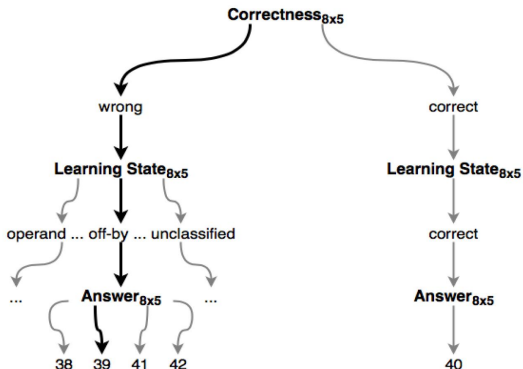 Correctness8x5
wrong correct
Learning State8x5 Learning State8x5
operand ... off-by ... unclassified correct
... Answer8x5 ... Answer8x5
38 39 41 42 40